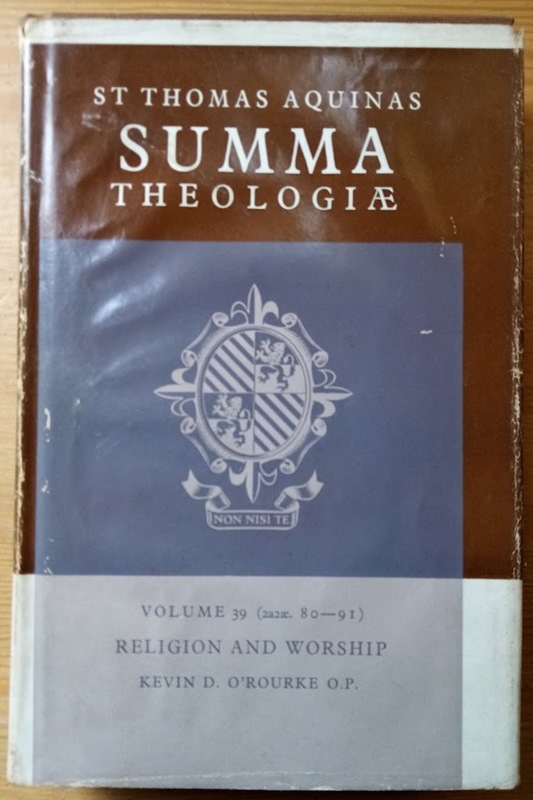 ST THOMAS AQUINAS
SUMMA
THEOLOGIÆ
NON NISI TE
VOLUME 39 (2a2æ. 80—91)
RELIGION AND WORSHIP
KEVIN D. O'ROURKE O.P.